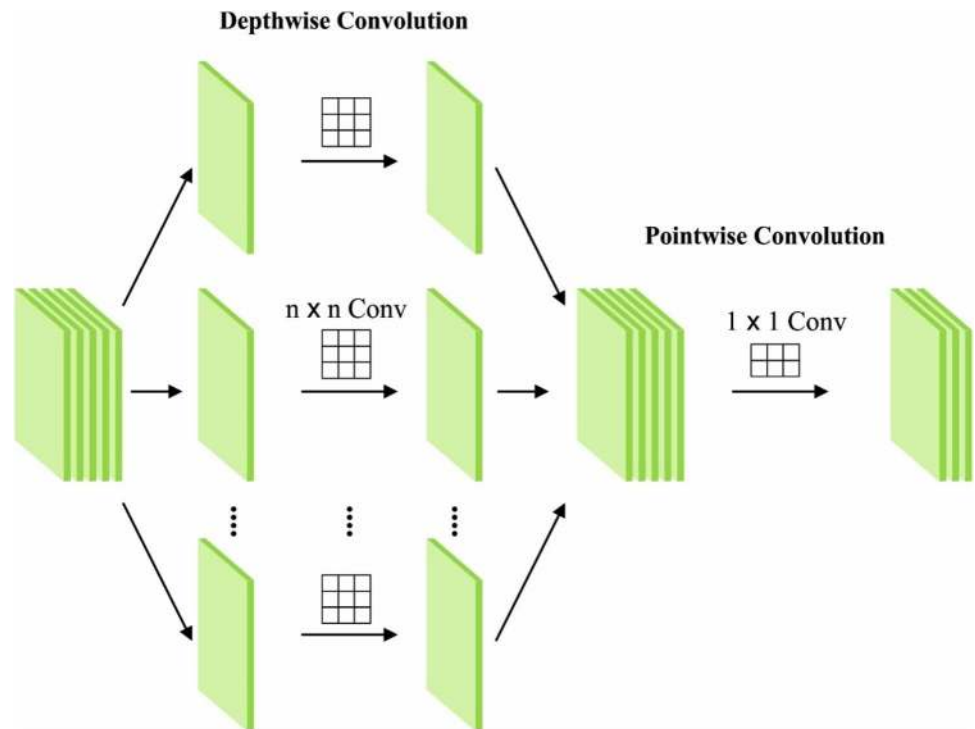 Depthwise Convolution
Pointwise Convolution
n x n Conv
1 x 1 Conv